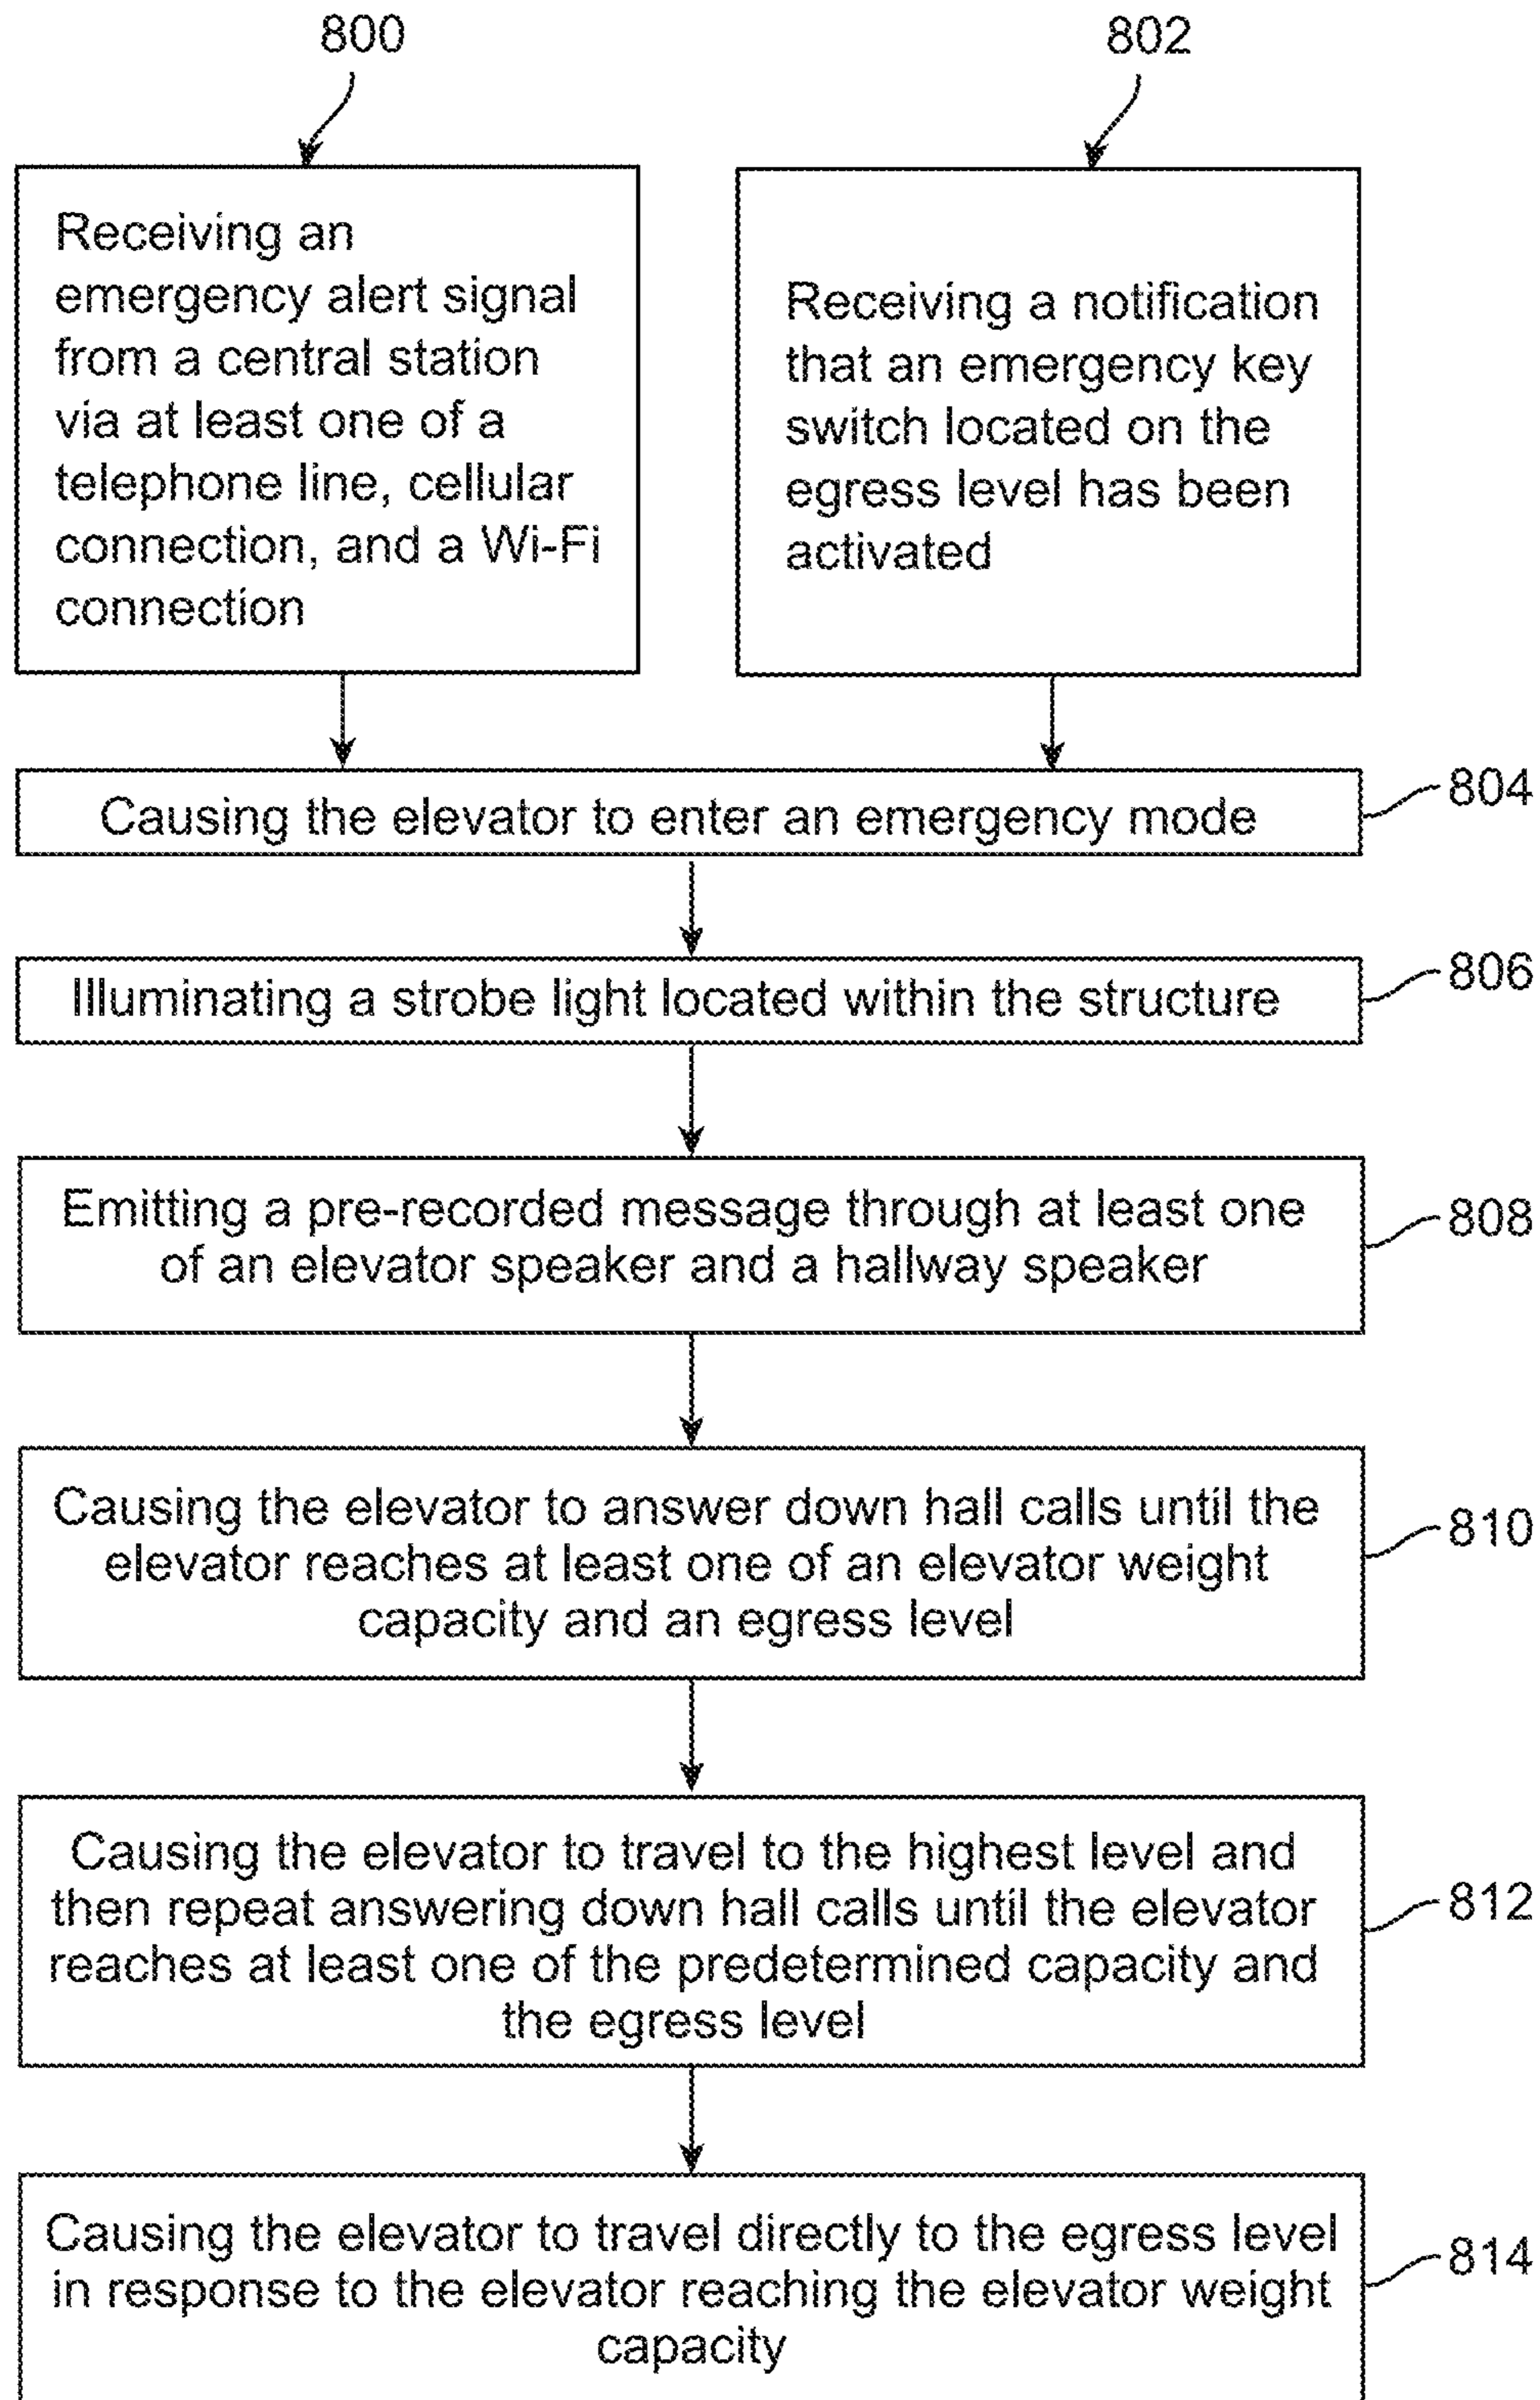 800
802
Receiving an
emergency alert signal
from a central station
via at least one of a
telephone line, cellular
connection, and a Wi-Fi
connection
Receiving a notification
that an emergency key
switch located on the
egress level has been
activated
Causing the elevator to enter an emergency mode
804
Illuminating a strobe light located within the structure
806
Emitting a pre-recorded message through at least one
of an elevator speaker and a hallway speaker
808
Causing the elevator to answer down hall calls until the
elevator reaches at least one of an elevator weight
capacity and an egress level
810
Causing the elevator to travel to the highest level and
then repeat answering down hall calls until the elevator
reaches at least one of the predetermined capacity and
the egress level
812
Causing the elevator to travel directly to the egress level
in response to the elevator reaching the elevator weight
capacity
814